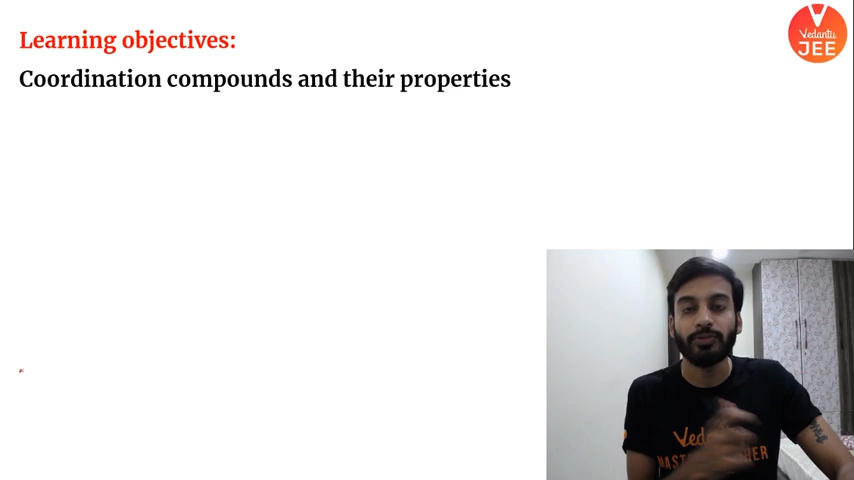 Learning objectives:
Vedantu
JEE
Coordination compounds and their properties